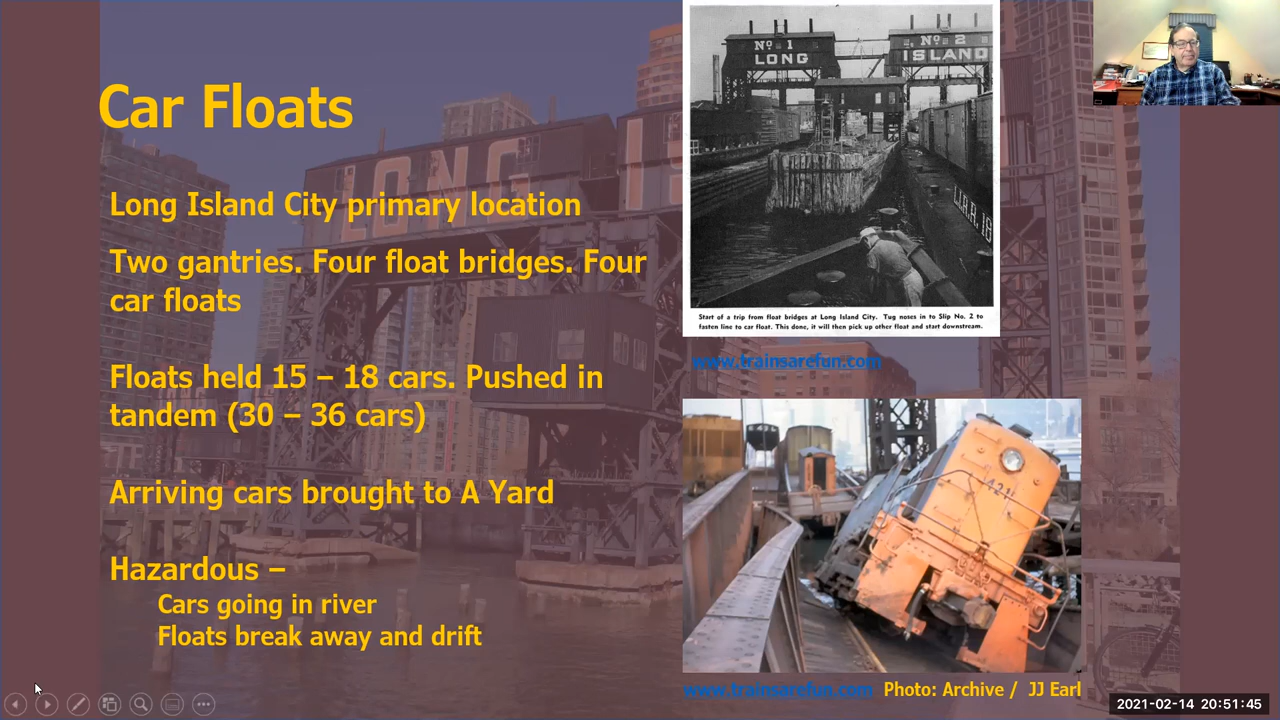 Car Floats
Long Island City primary location
Two gantries. Four float bridges. Four
car floats
Floats held 15 – 18 cars. Pushed in
tandem (30 – 36 cars)
Arriving cars brought to A Yard
Hazardous –
Cars going in river
Floats break away and drift
LONG
Nº 1
LONG
Nº 2
ISLAND
Start of a trip from float bridges at Long Island City. Tug noses in to Slip No. 2 to
fasten line to car float. This done, it will then pick up other float and start downstream.
www.trainsarefun.com
421
www.trainsarefun.com Photo: Archive / JJ Earl
2021-02-14 20:51:45